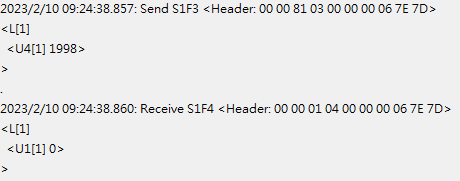 2023/2/10 09:24:38.857: Send S1F3 <Header: 00 00 81 03 00 00 00 06 7E 7D>
<L[1]
<U4[1] 1998>
>
.
2023/2/10 09:24:38.860: Receive S1F4 <Header: 00 00 01 04 00 00 00 06 7E 7D>
<L[1]
<U1[1] 0>
>